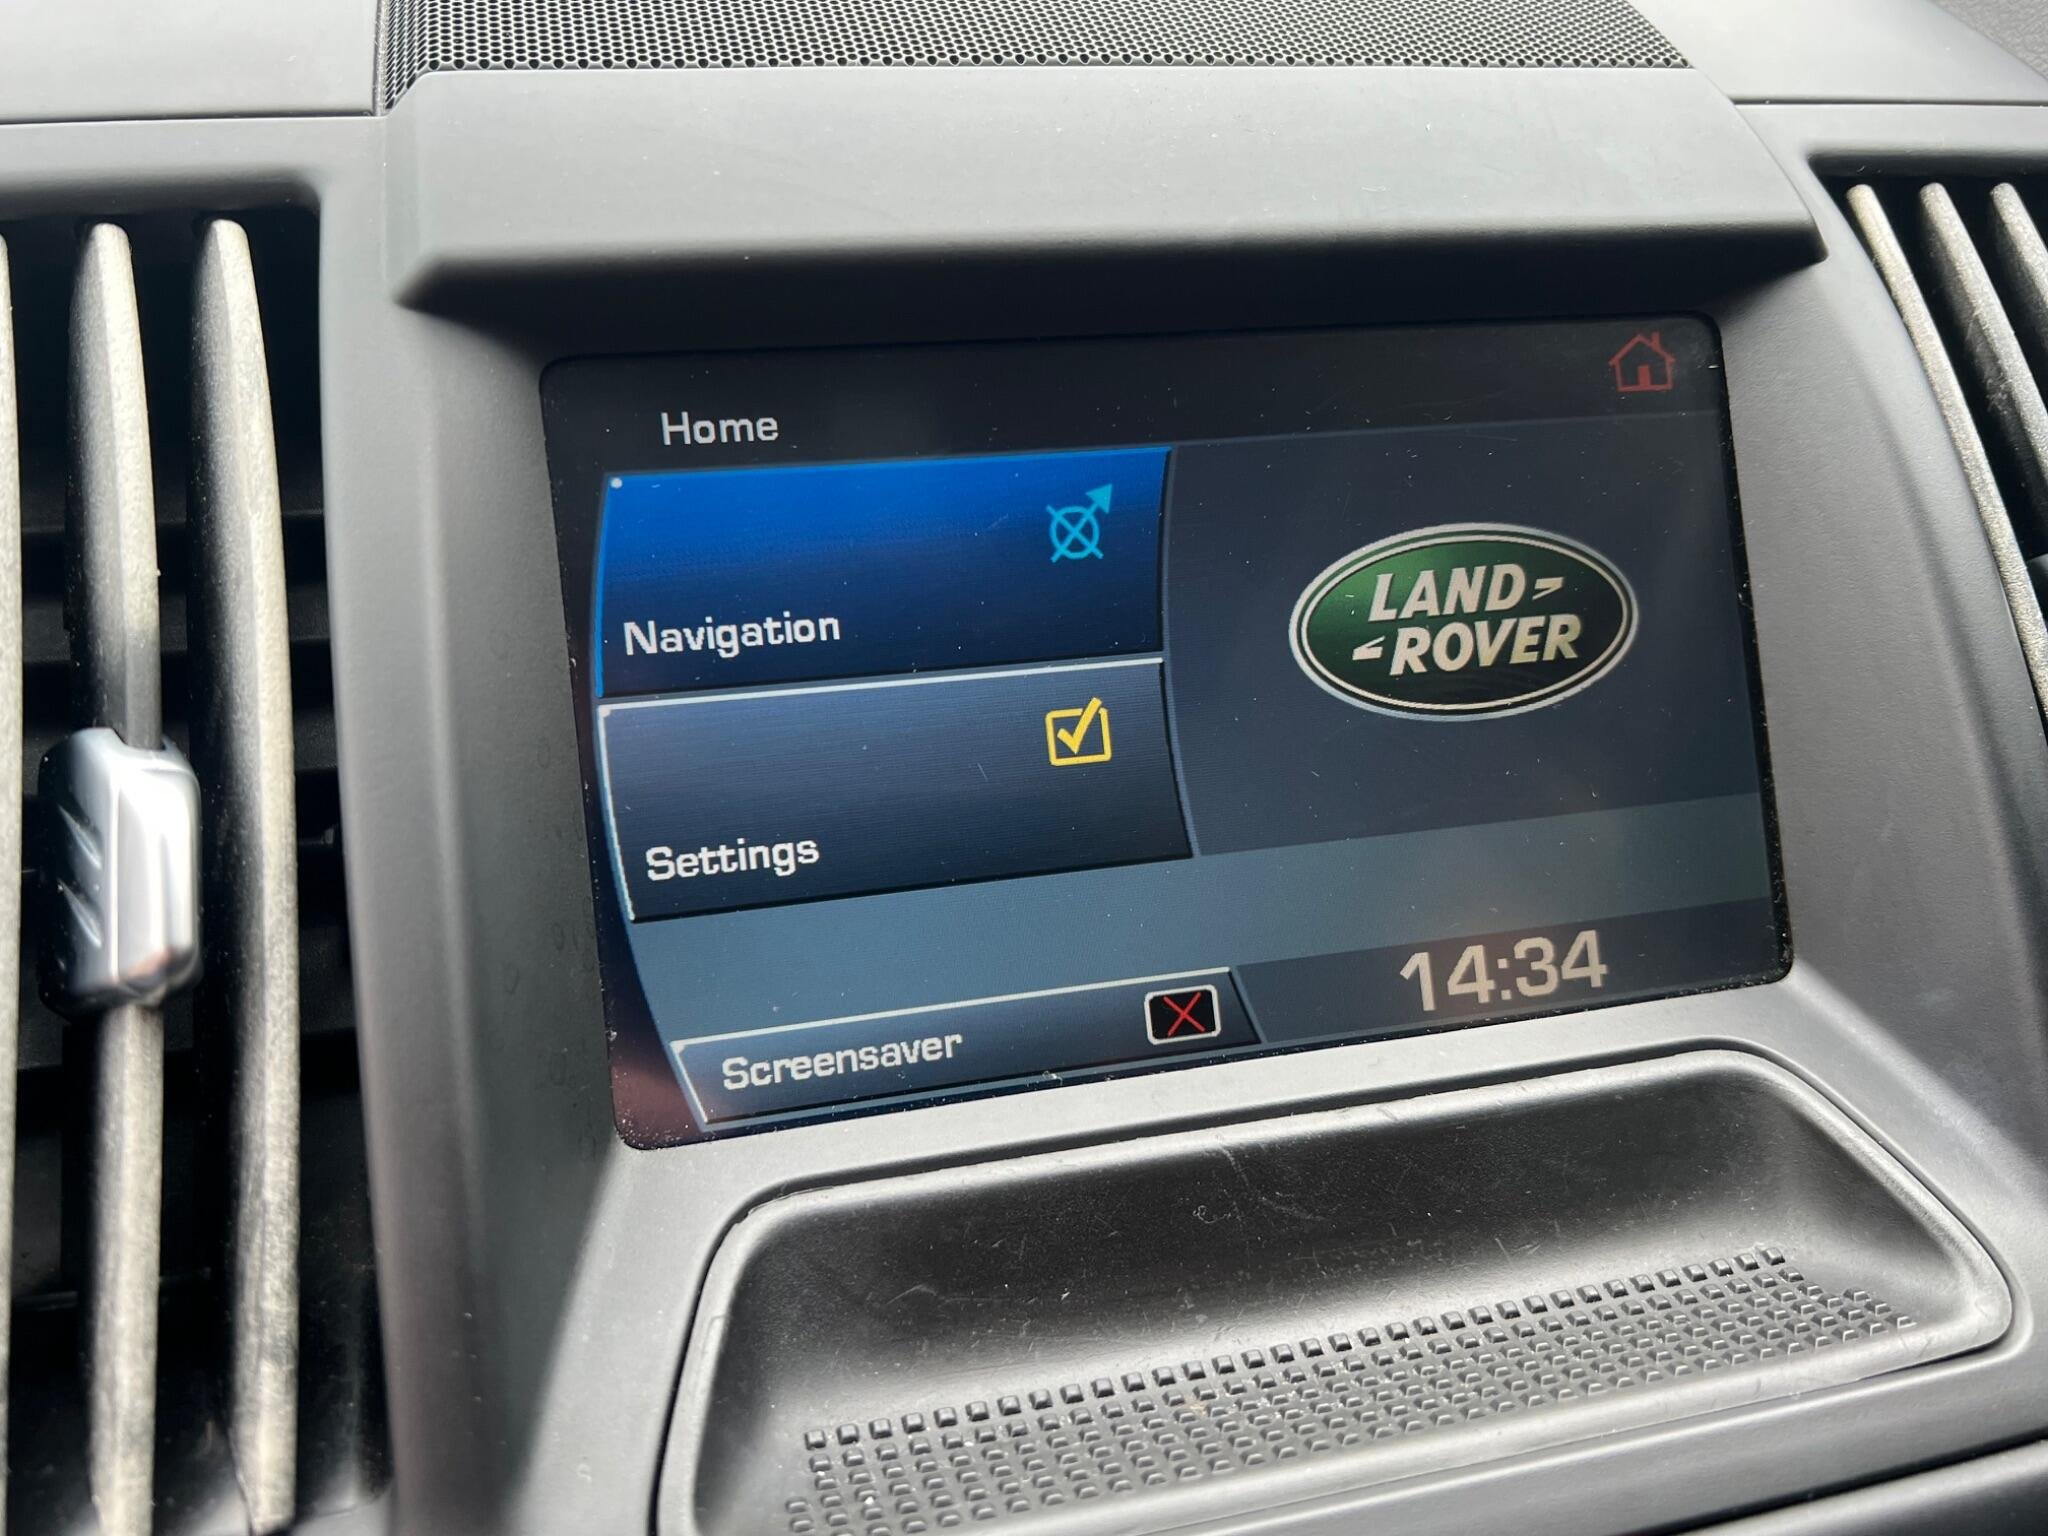 Home
Navigation
LAND
ROVER
Settings
14:34
Screensaver